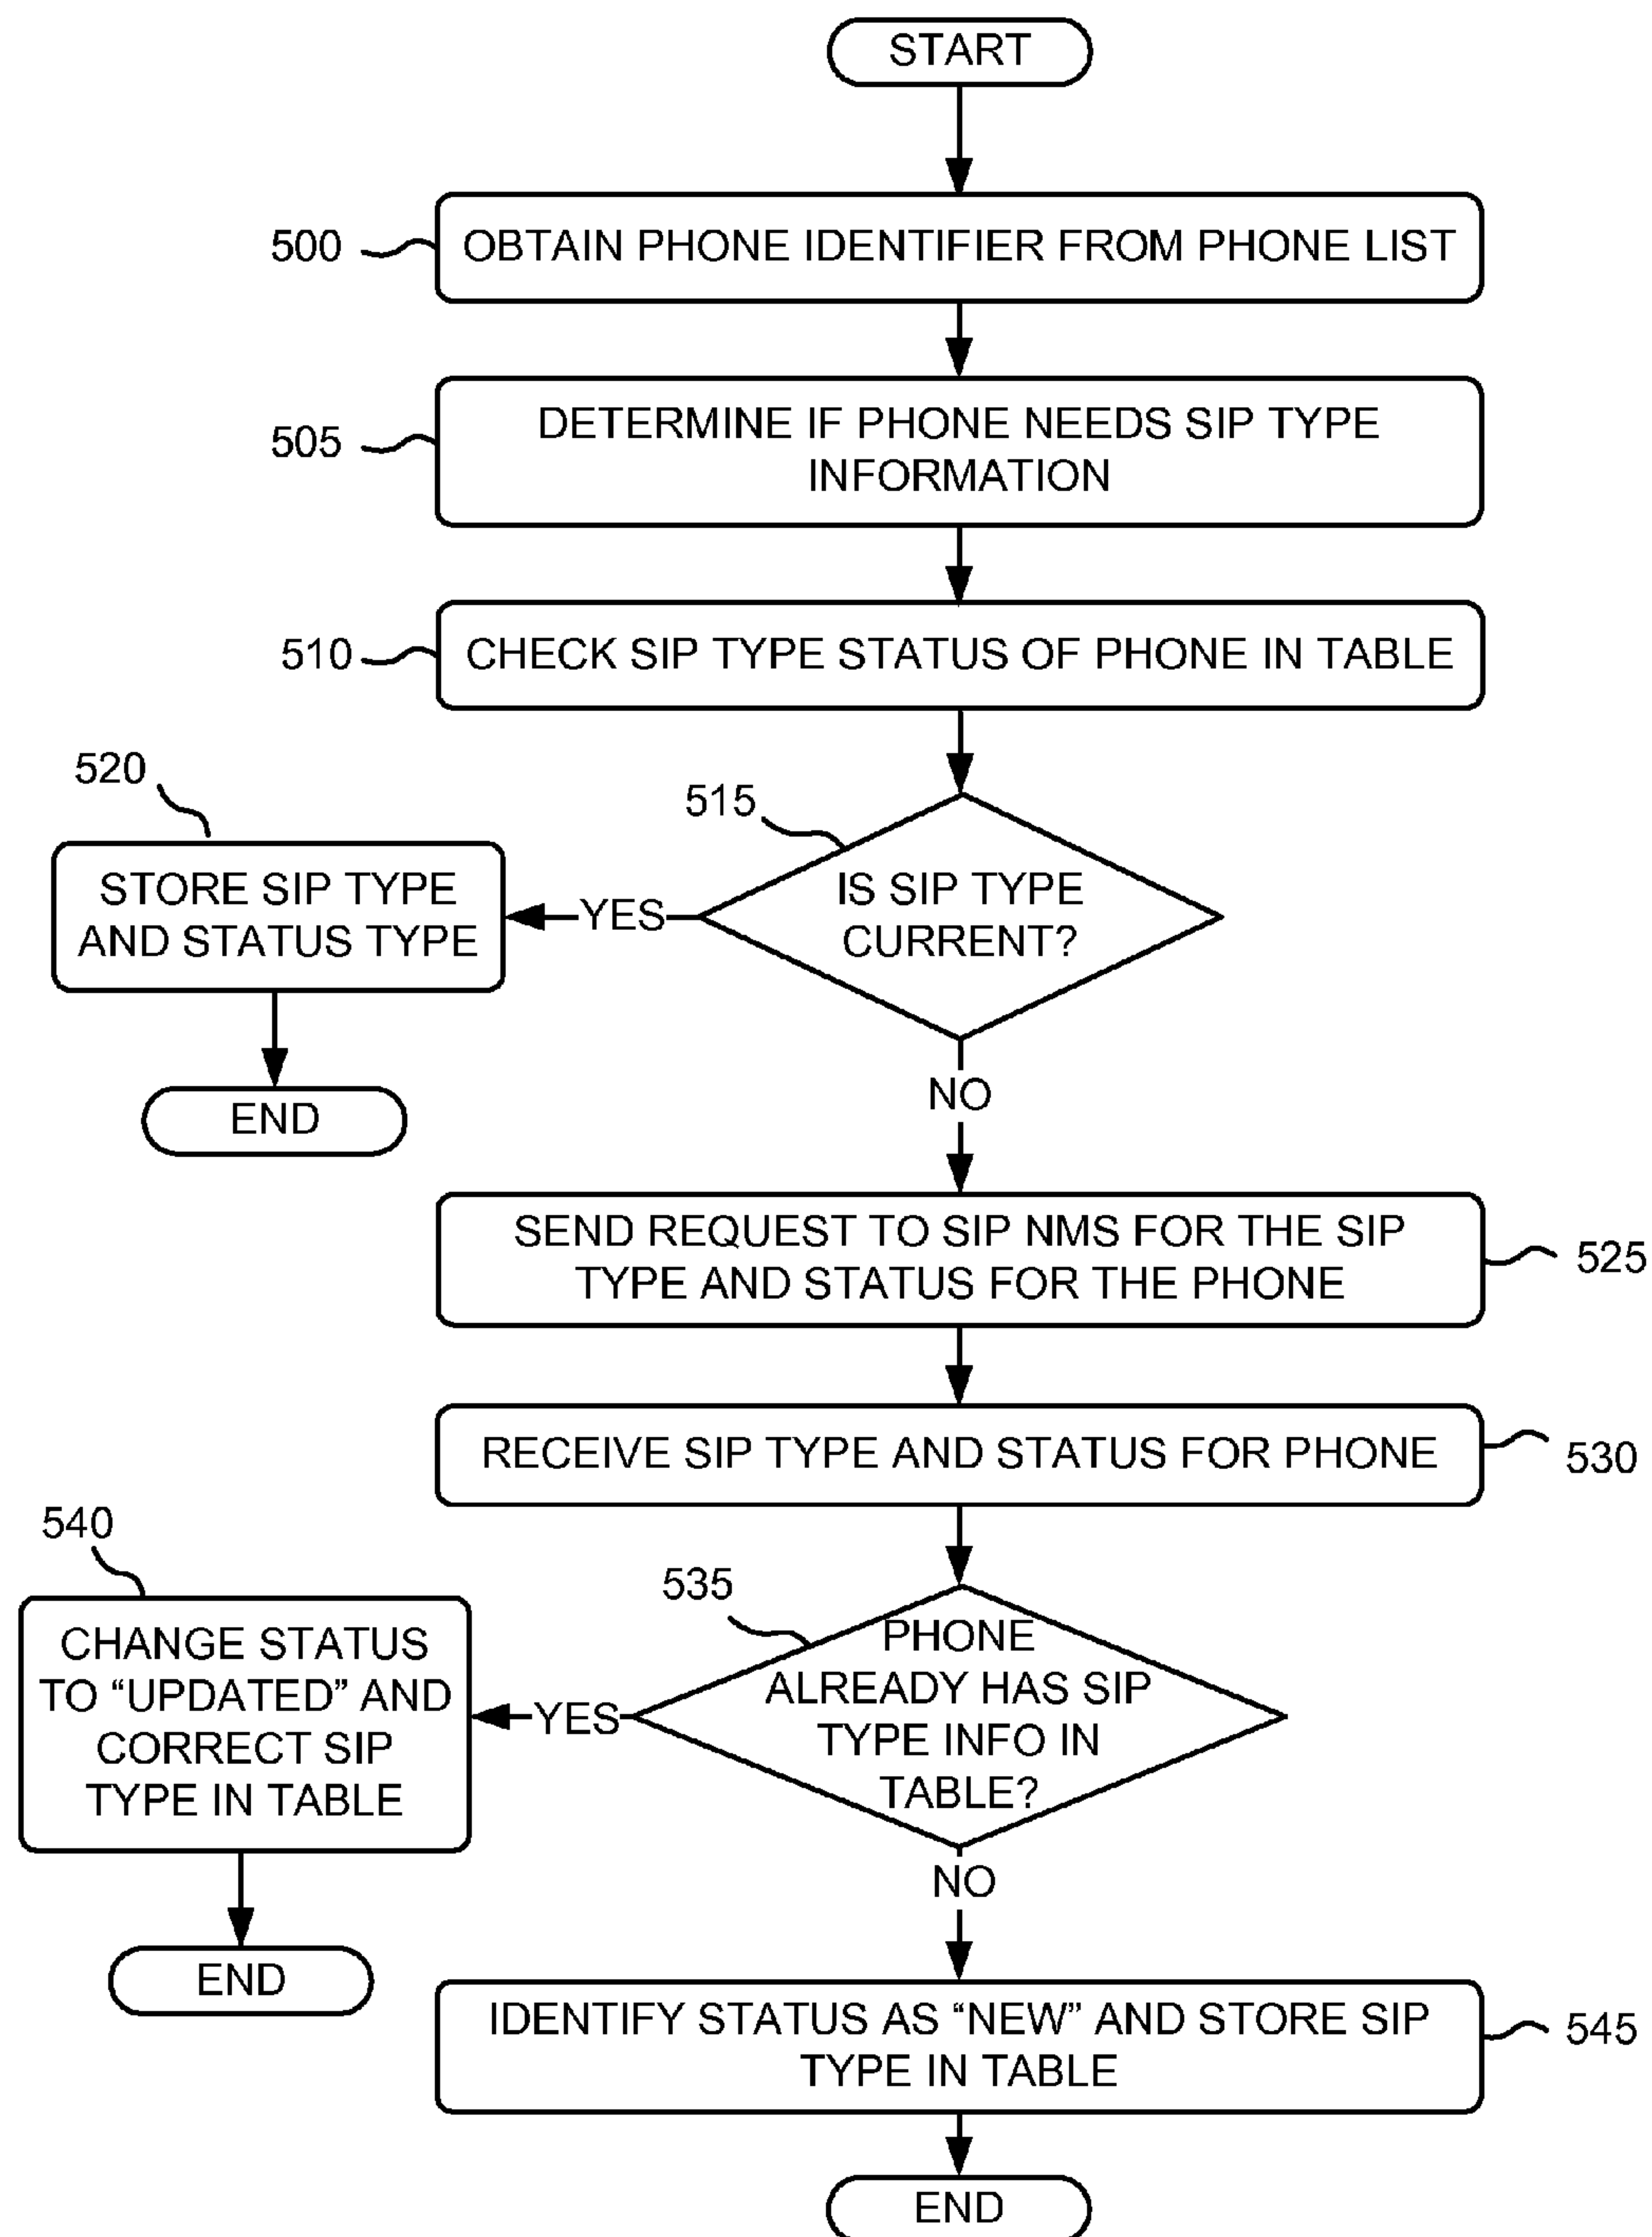 START
500
OBTAIN PHONE IDENTIFIER FROM PHONE LIST
505
DETERMINE IF PHONE NEEDS SIP TYPE
INFORMATION
510
CHECK SIP TYPE STATUS OF PHONE IN TABLE
515
IS SIP TYPE
CURRENT?
YES
520
STORE SIP TYPE
AND STATUS TYPE
END
NO
SEND REQUEST TO SIP NMS FOR THE SIP
TYPE AND STATUS FOR THE PHONE
525
RECEIVE SIP TYPE AND STATUS FOR PHONE
530
535
PHONE
ALREADY HAS SIP
TYPE INFO IN
TABLE?
YES
540
CHANGE STATUS
TO “UPDATED” AND
CORRECT SIP
TYPE IN TABLE
END
NO
IDENTIFY STATUS AS “NEW” AND STORE SIP
TYPE IN TABLE
545
END